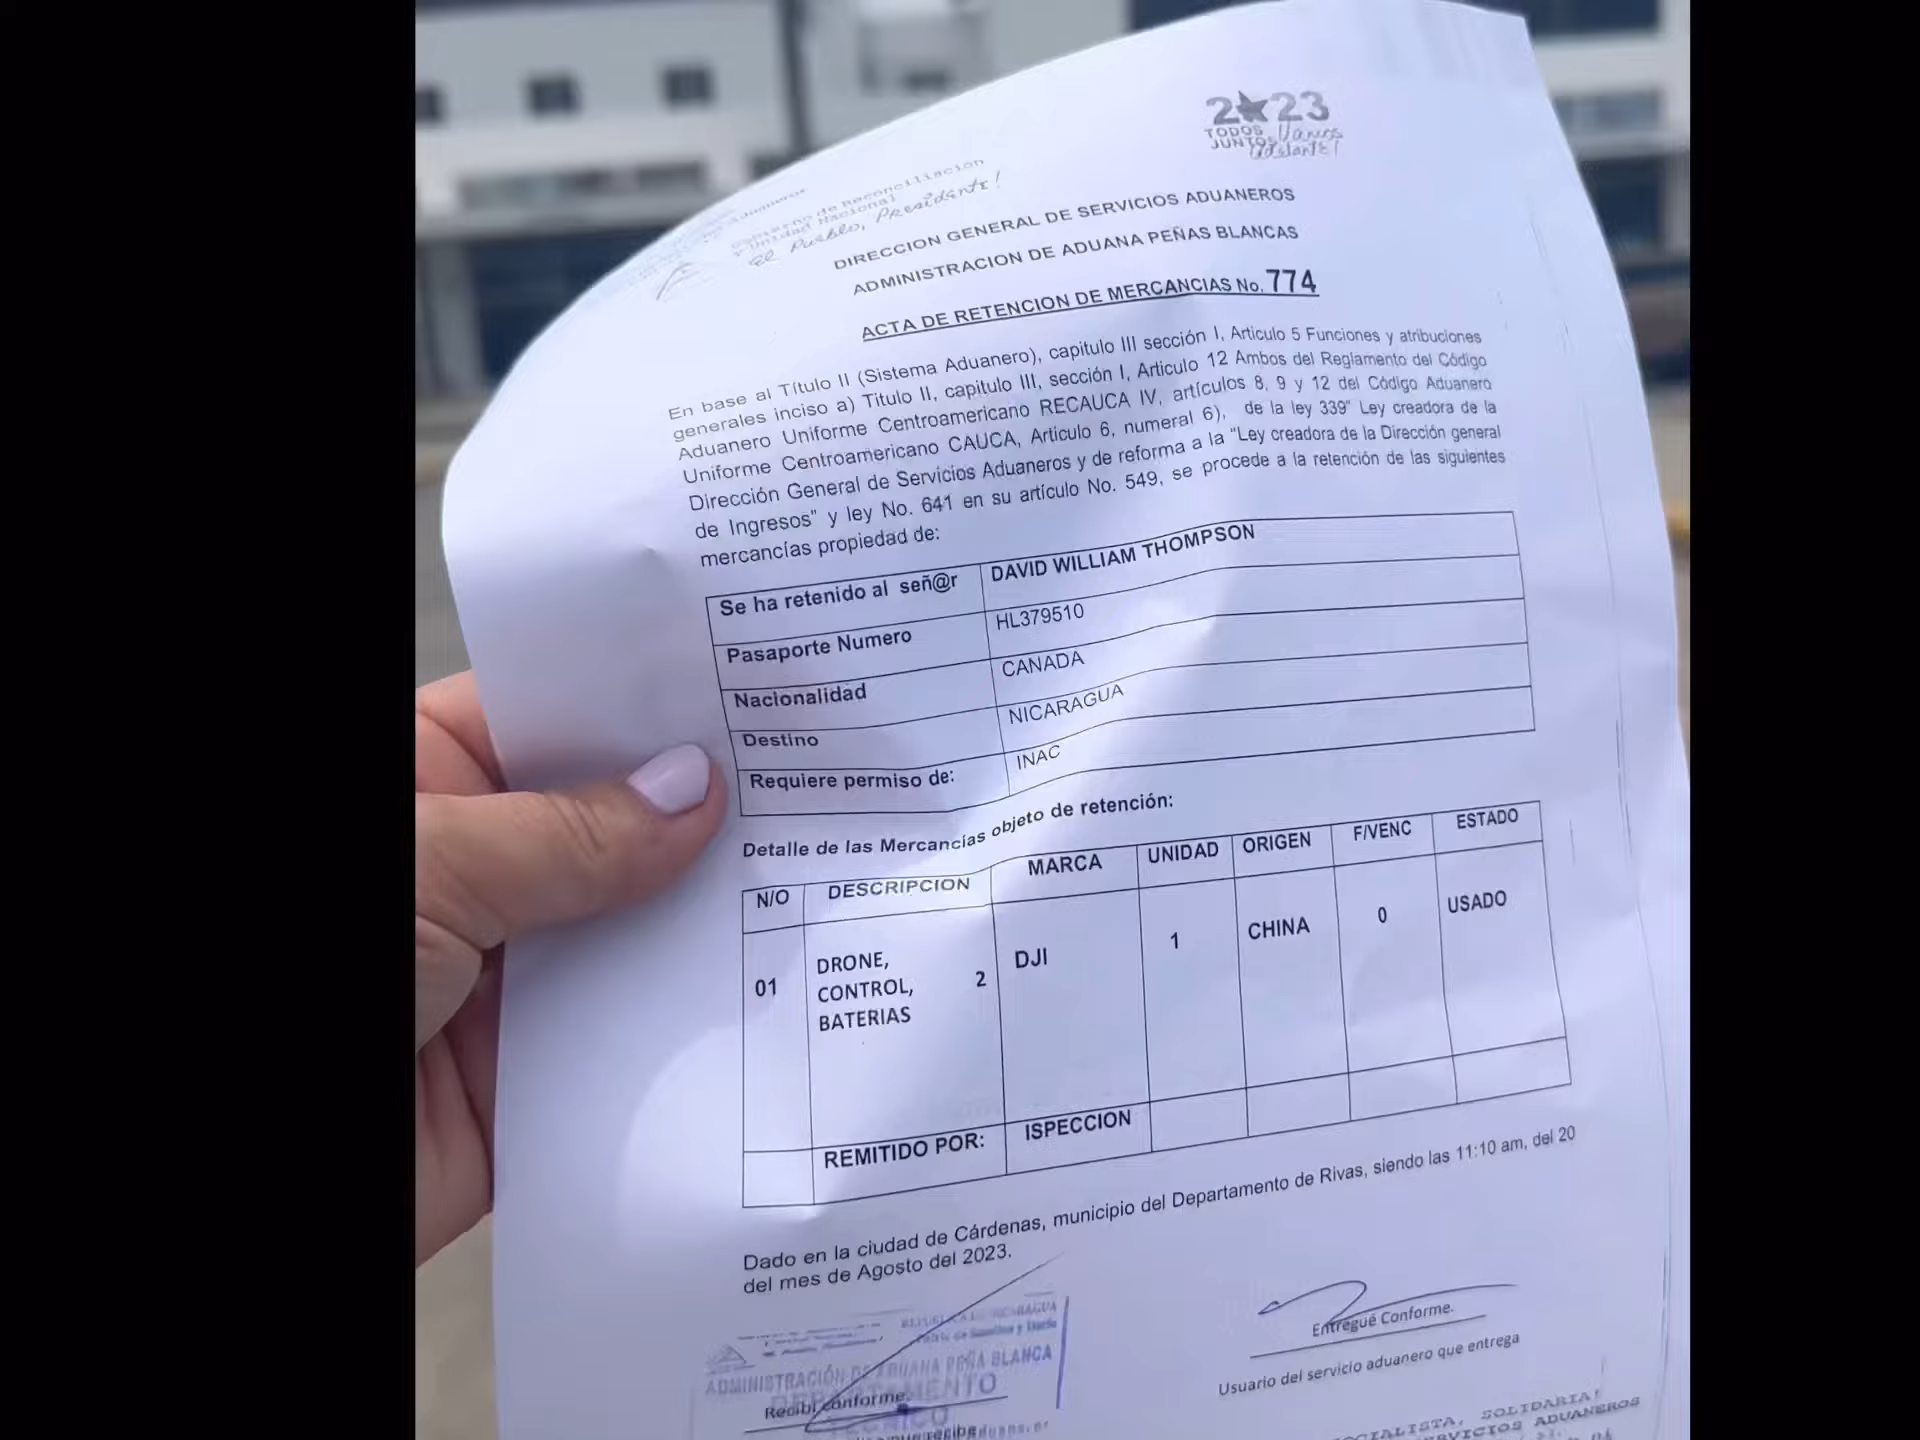 2023
TODOS
JUNTOS Vamos
Adelante!
Gobierno de Reconciliación
y Unidad Nacional
El Pueblo, Presidente!
DIRECCION GENERAL DE SERVICIOS ADUANEROS
ADMINISTRACION DE ADUANA PEÑAS BLANCAS
ACTA DE RETENCION DE MERCANCIAS No. 774
En base al Título II (Sistema Aduanero), capitulo III sección I, Articulo 5 Funciones y atribuciones
generales inciso a) Titulo II, capitulo III, sección I, Articulo 12 Ambos del Reglamento del Código
Aduanero Uniforme Centroamericano RECAUCA IV, artículos 8, 9 y 12 del Código Aduanero
Uniforme Centroamericano CAUCA, Articulo 6, numeral 6), de la ley 339" Ley creadora de la
Dirección General de Servicios Aduaneros y de reforma a la "Ley creadora de la Dirección general
de Ingresos" y ley No. 641 en su artículo No. 549, se procede a la retención de las siguientes
mercancías propiedad de:
Se ha retenido al señ@r DAVID WILLIAM THOMPSON
Pasaporte Numero HL379510
Nacionalidad CANADA
Destino NICARAGUA
Requiere permiso de: INAC
Detalle de las Mercancías objeto de retención:
N/O DESCRIPCION MARCA UNIDAD ORIGEN F/VENC ESTADO
01 DRONE, CONTROL, 2 BATERIAS DJI 1 CHINA 0 USADO
REMITIDO POR: ISPECCION
Dado en la ciudad de Cárdenas, municipio del Departamento de Rivas, siendo las 11:10 am, del 20
del mes de Agosto del 2023.
ADMINISTRACIÓN DE ADUANA PEÑA BLANCA
DEPARTAMENTO
Recibí conforme.
Entregué Conforme.
Usuario del servicio aduanero que entrega
SOLIDARIA!
SERVICIOS ADUANEROS